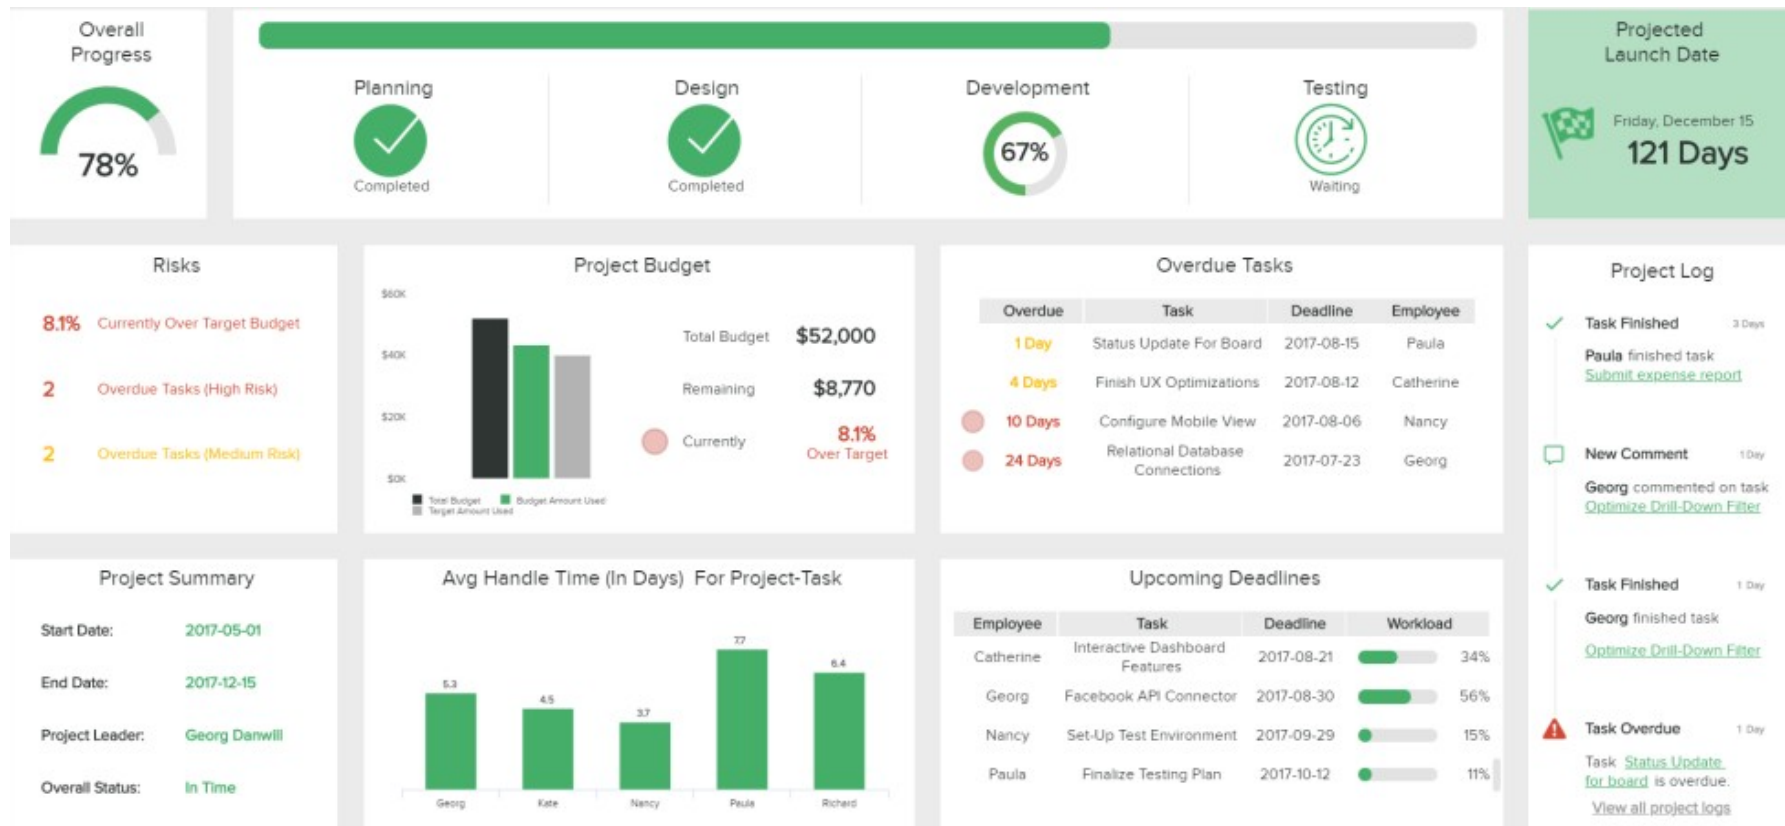 Overall
Progress
78%
Planning
Completed
Design
Completed
Development
67%
Testing
Waiting
Projected
Launch Date
Friday, December 15
121 Days
Risks
8.1% Currently Over Target Budget
2 Overdue Tasks (High Risk)
2 Overdue Tasks (Medium Risk)
Project Budget
$60K
$40K
$20K
$0K
Total Budget Budget Amount Used
Target Amount Used
Total Budget $52,000
Remaining $8,770
Currently 8.1%
Over Target
Overdue Tasks
Overdue Task Deadline Employee
1 Day Status Update For Board 2017-08-15 Paula
4 Days Finish UX Optimizations 2017-08-12 Catherine
10 Days Configure Mobile View 2017-08-06 Nancy
24 Days Relational Database
Connections 2017-07-23 Georg
Project Log
Task Finished 3 Days
Paula finished task
Submit expense report
New Comment 1 Day
Georg commented on task
Optimize Drill-Down Filter
Task Finished 1 Day
Georg finished task
Optimize Drill-Down Filter
Task Overdue 1 Day
Task Status Update
for board is overdue.
View all project logs
Project Summary
Start Date: 2017-05-01
End Date: 2017-12-15
Project Leader: Georg Danwill
Overall Status: In Time
Avg Handle Time (In Days) For Project-Task
5.3
4.5
3.7
7.7
6.4
Georg Kate Nancy Paula Richard
Upcoming Deadlines
Employee Task Deadline Workload
Catherine Interactive Dashboard
Features 2017-08-21 34%
Georg Facebook API Connector 2017-08-30 56%
Nancy Set-Up Test Environment 2017-09-29 15%
Paula Finalize Testing Plan 2017-10-12 11%